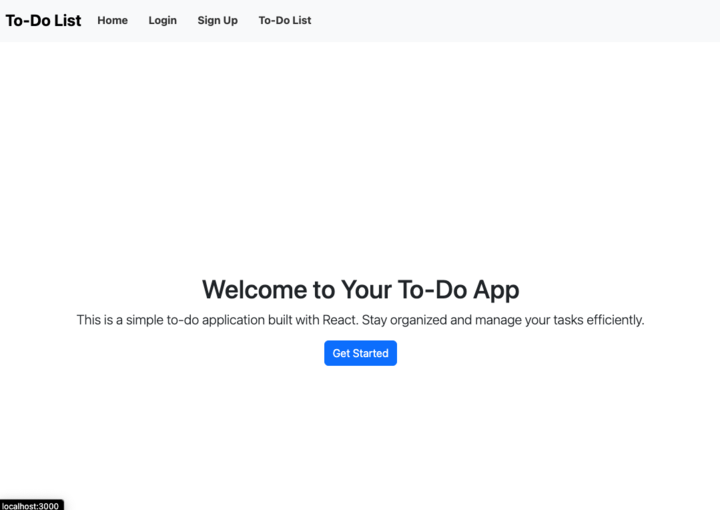 To-Do List Home Login Sign Up To-Do List
Welcome to Your To-Do App
This is a simple to-do application built with React. Stay organized and manage your tasks efficiently.
Get Started
localhost:3000